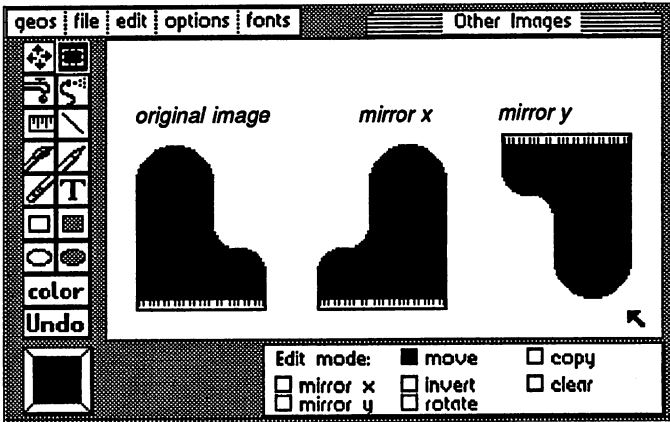 geos file edit options fonts
Other Images
original image
mirror x
mirror y
T
color
Undo
Edit mode: move copy
mirror x invert clear
mirror y rotate